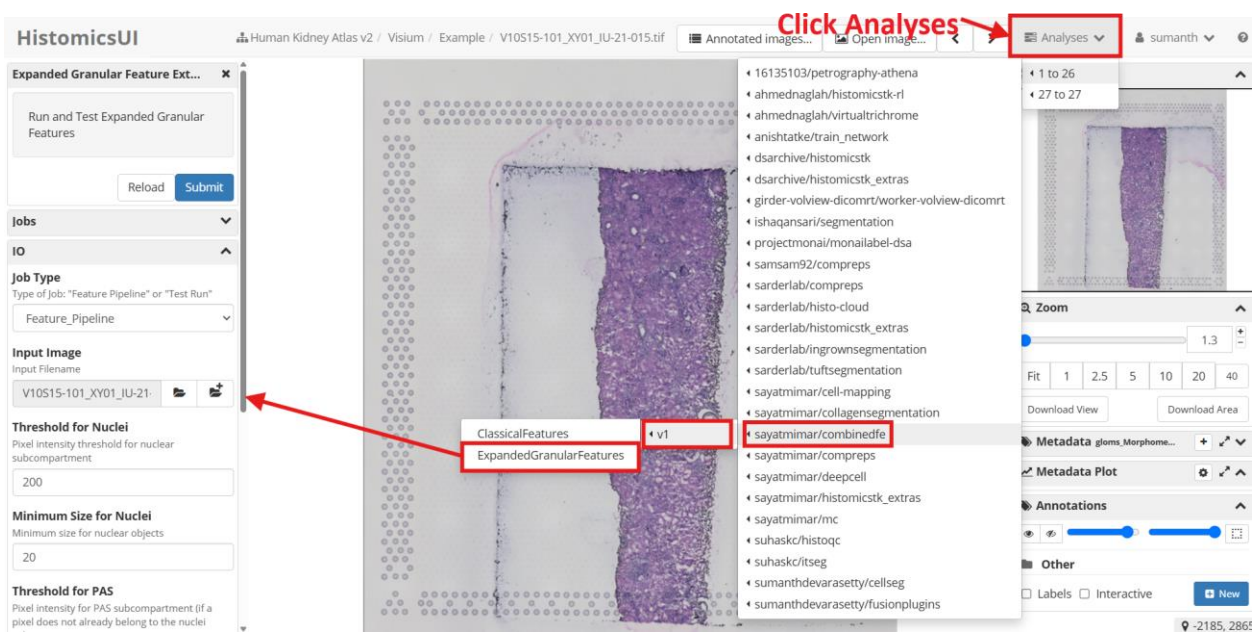 HistomicsUI
Human Kidney Atlas v2 / Visium / Example / V10S15-101_XY01_IU-21-015.tif
Annotated images...
Open image...
Click Analyses
Analyses
sumanth
Expanded Granular Feature Ext...
Run and Test Expanded Granular
Features
Reload Submit
Jobs
IO
Job Type
Type of Job: "Feature Pipeline" or "Test Run"
Feature_Pipeline
Input Image
Input Filename
V10S15-101_XY01_IU-21-
Threshold for Nuclei
Pixel intensity threshold for nuclear
subcompartment
200
Minimum Size for Nuclei
Minimum size for nuclear objects
20
Threshold for PAS
Pixel intensity for PAS subcompartment (if a
pixel does not already belong to the nuclei
ClassicalFeatures
ExpandedGranularFeatures
v1
16135103/petrography-athena
ahmednaglah/histomicstk-rl
ahmednaglah/virtualtrichrome
anishtatke/train_network
dsarchive/histomicstk
dsarchive/histomicstk_extras
girder-volview-dicomrt/worker-volview-dicomrt
ishaqansari/segmentation
projectmonai/monailabel-dsa
samsam92/compreps
sarderlab/compreps
sarderlab/histo-cloud
sarderlab/histomicstk_extras
sarderlab/ingrownsegmentation
sarderlab/tuftsegmentation
sayatmimar/cell-mapping
sayatmimar/collagensegmentation
sayatmimar/combinedfe
sayatmimar/compreps
sayatmimar/deepcell
sayatmimar/histomicstk_extras
sayatmimar/mc
suhaskc/histoqc
suhaskc/itseg
sumanthdevarasetty/cellseg
sumanthdevarasetty/fusionplugins
1 to 26
27 to 27
Zoom
1.3
Fit 1 2.5 5 10 20 40
Download View Download Area
Metadata gloms_Morphome...
Metadata Plot
Annotations
Other
Labels Interactive New
-2185, 2865